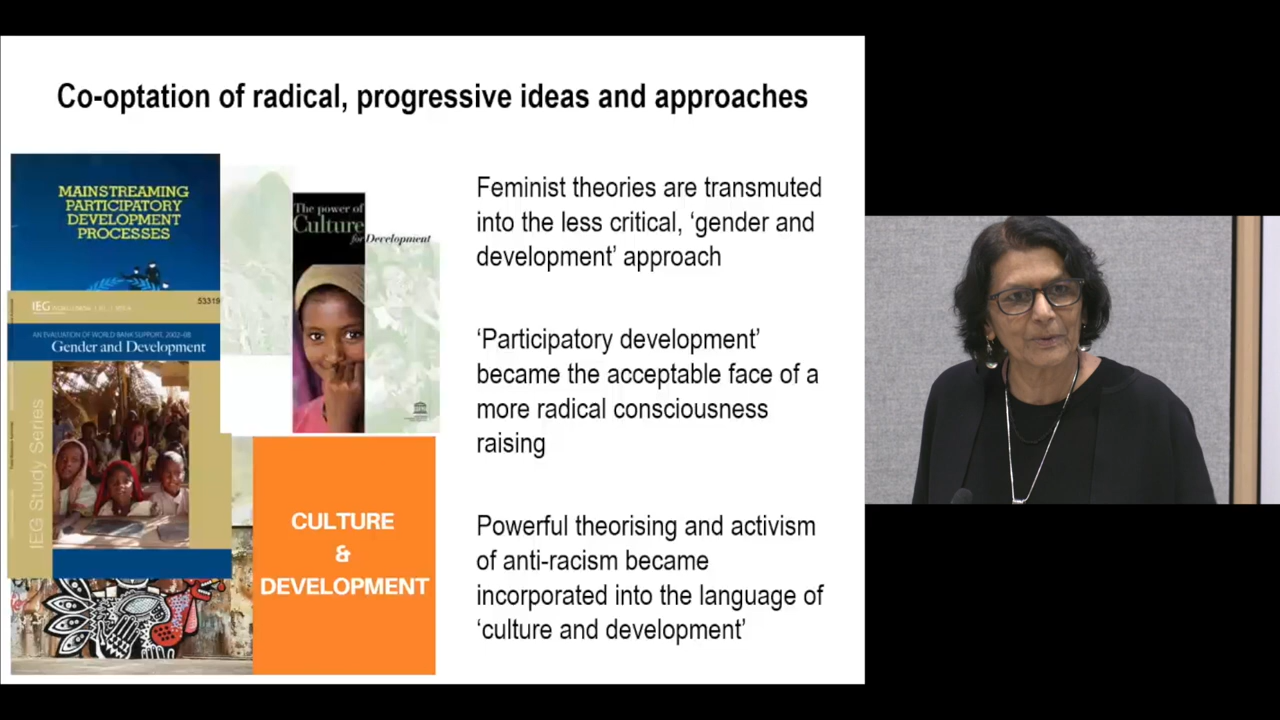 Co-optation of radical, progressive ideas and approaches
MAINSTREAMING
PARTICIPATORY
DEVELOPMENT
PROCESSES
The power of
Culture
for Development
53319
IEG
AN EVALUATION OF WORLD BANK SUPPORT, 2002–08
Gender and Development
IEG Study Series
CULTURE
&
DEVELOPMENT
Feminist theories are transmuted
into the less critical, ‘gender and
development’ approach
‘Participatory development’
became the acceptable face of a
more radical consciousness
raising
Powerful theorising and activism
of anti-racism became
incorporated into the language of
‘culture and development’